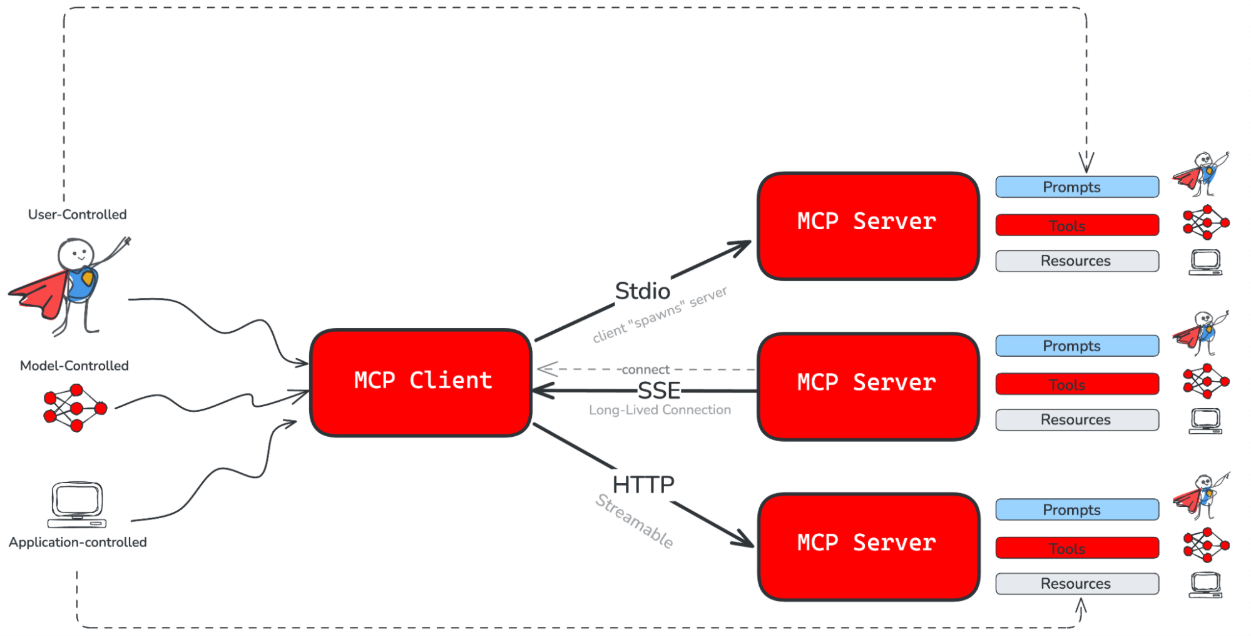 User-Controlled
Model-Controlled
Application-controlled
MCP Client
Stdio
client "spawns" server
connect
SSE
Long-Lived Connection
HTTP
Streamable
MCP Server
Prompts
Tools
Resources
MCP Server
Prompts
Tools
Resources
MCP Server
Prompts
Tools
Resources